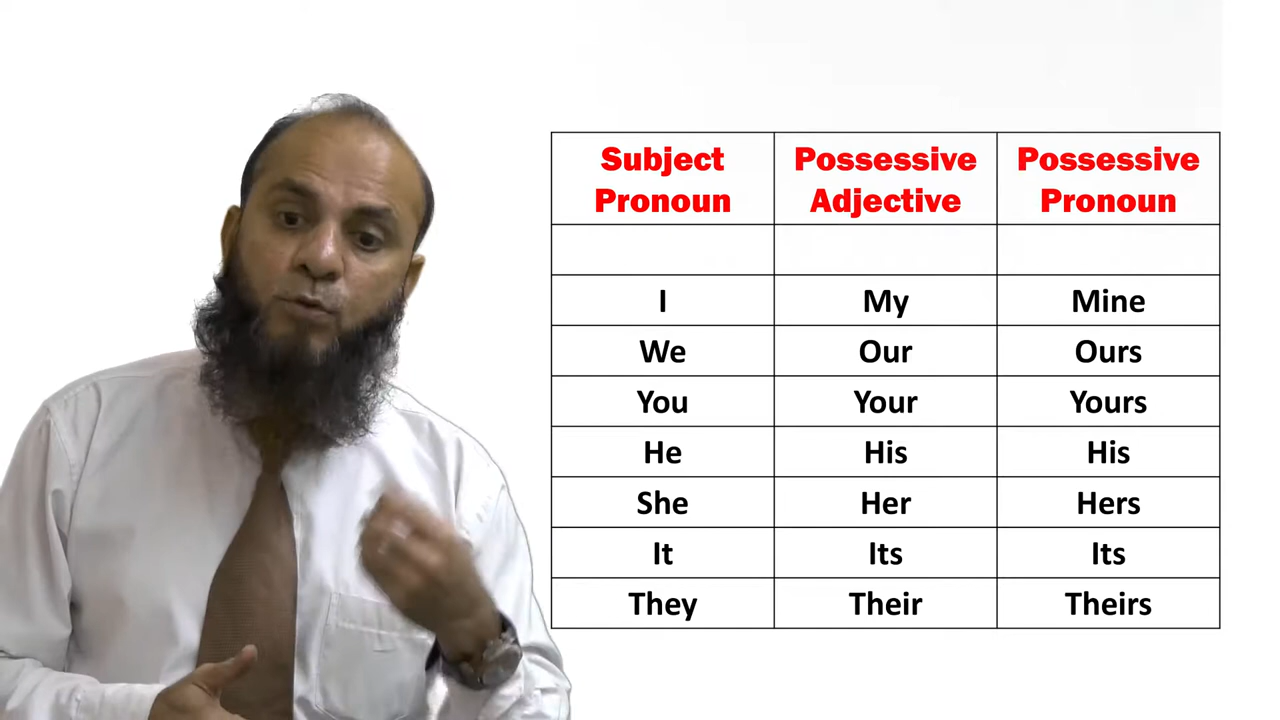 Subject Possessive Possessive
Pronoun Adjective Pronoun
I My Mine
We Our Ours
You Your Yours
He His His
She Her Hers
It Its Its
They Their Theirs